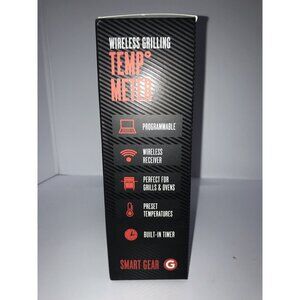 WIRELESS GRILLING
TEMP°
METER
PROGRAMMABLE
WIRELESS
RECEIVER
PERFECT FOR
GRILLS & OVENS
PRESET
TEMPERATURES
BUILT-IN TIMER
SMART GEAR G